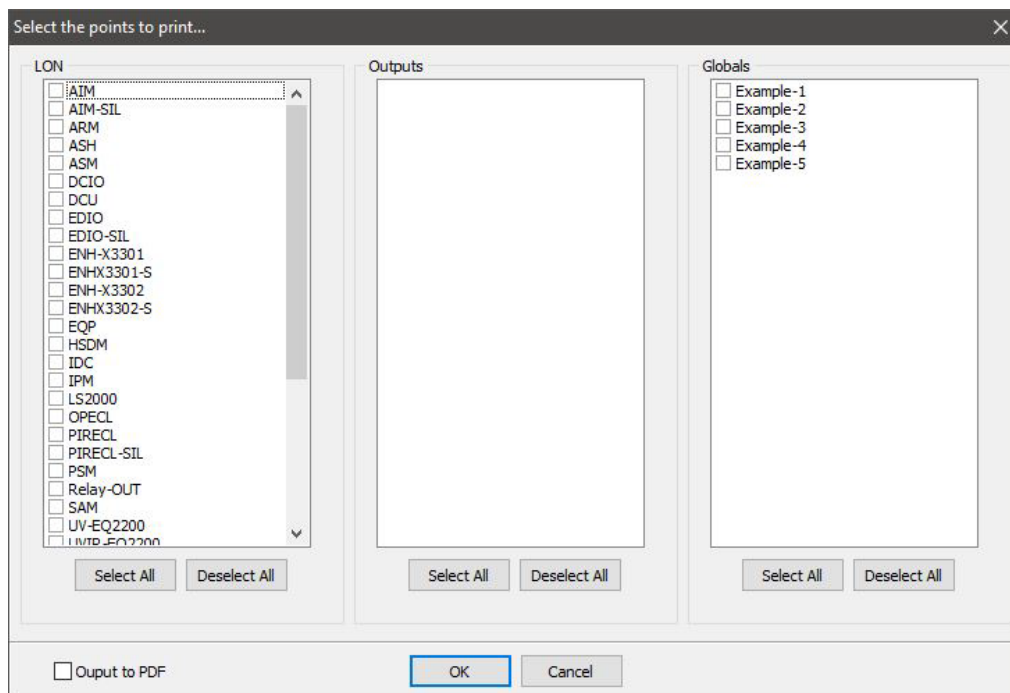 Select the points to print...
LON
AIM
AIM-SIL
ARM
ASH
ASM
DCIO
DCU
EDIO
EDIO-SIL
ENH-X3301
ENHX3301-S
ENH-X3302
ENHX3302-S
EQP
HSDM
IDC
IPM
LS2000
OPECL
PIRECL
PIRECL-SIL
PSM
Relay-OUT
SAM
UV-EQ2200
UVIR-EQ2200
Select All Deselect All
Outputs
Select All Deselect All
Globals
Example-1
Example-2
Example-3
Example-4
Example-5
Select All Deselect All
Ouput to PDF
OK Cancel